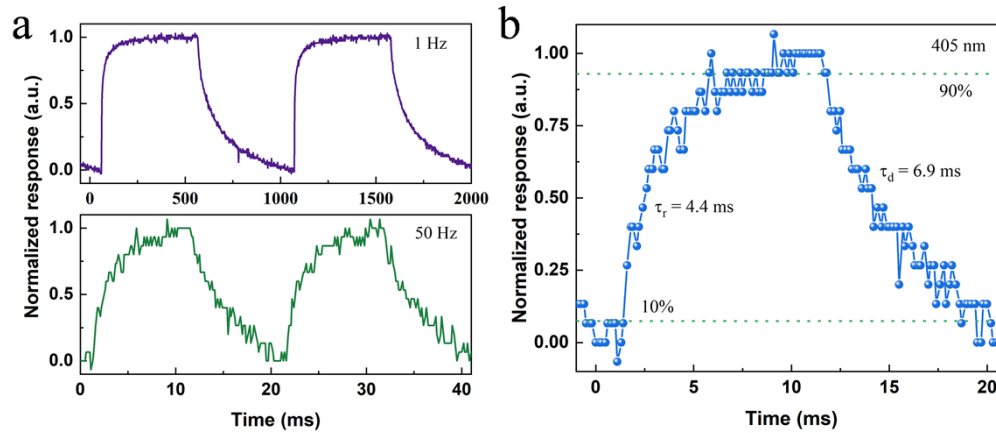 a
Normalized response (a.u.)
1.0
0.5
0.0
1 Hz
0
500
1000
1500
2000
1.0
0.5
0.0
50 Hz
0
10
20
30
40
Time (ms)
b
Normalized response (a.u.)
1.00
0.75
0.50
0.25
0.00
405 nm
90%
τr = 4.4 ms
τd = 6.9 ms
10%
0
5
10
15
20
Time (ms)